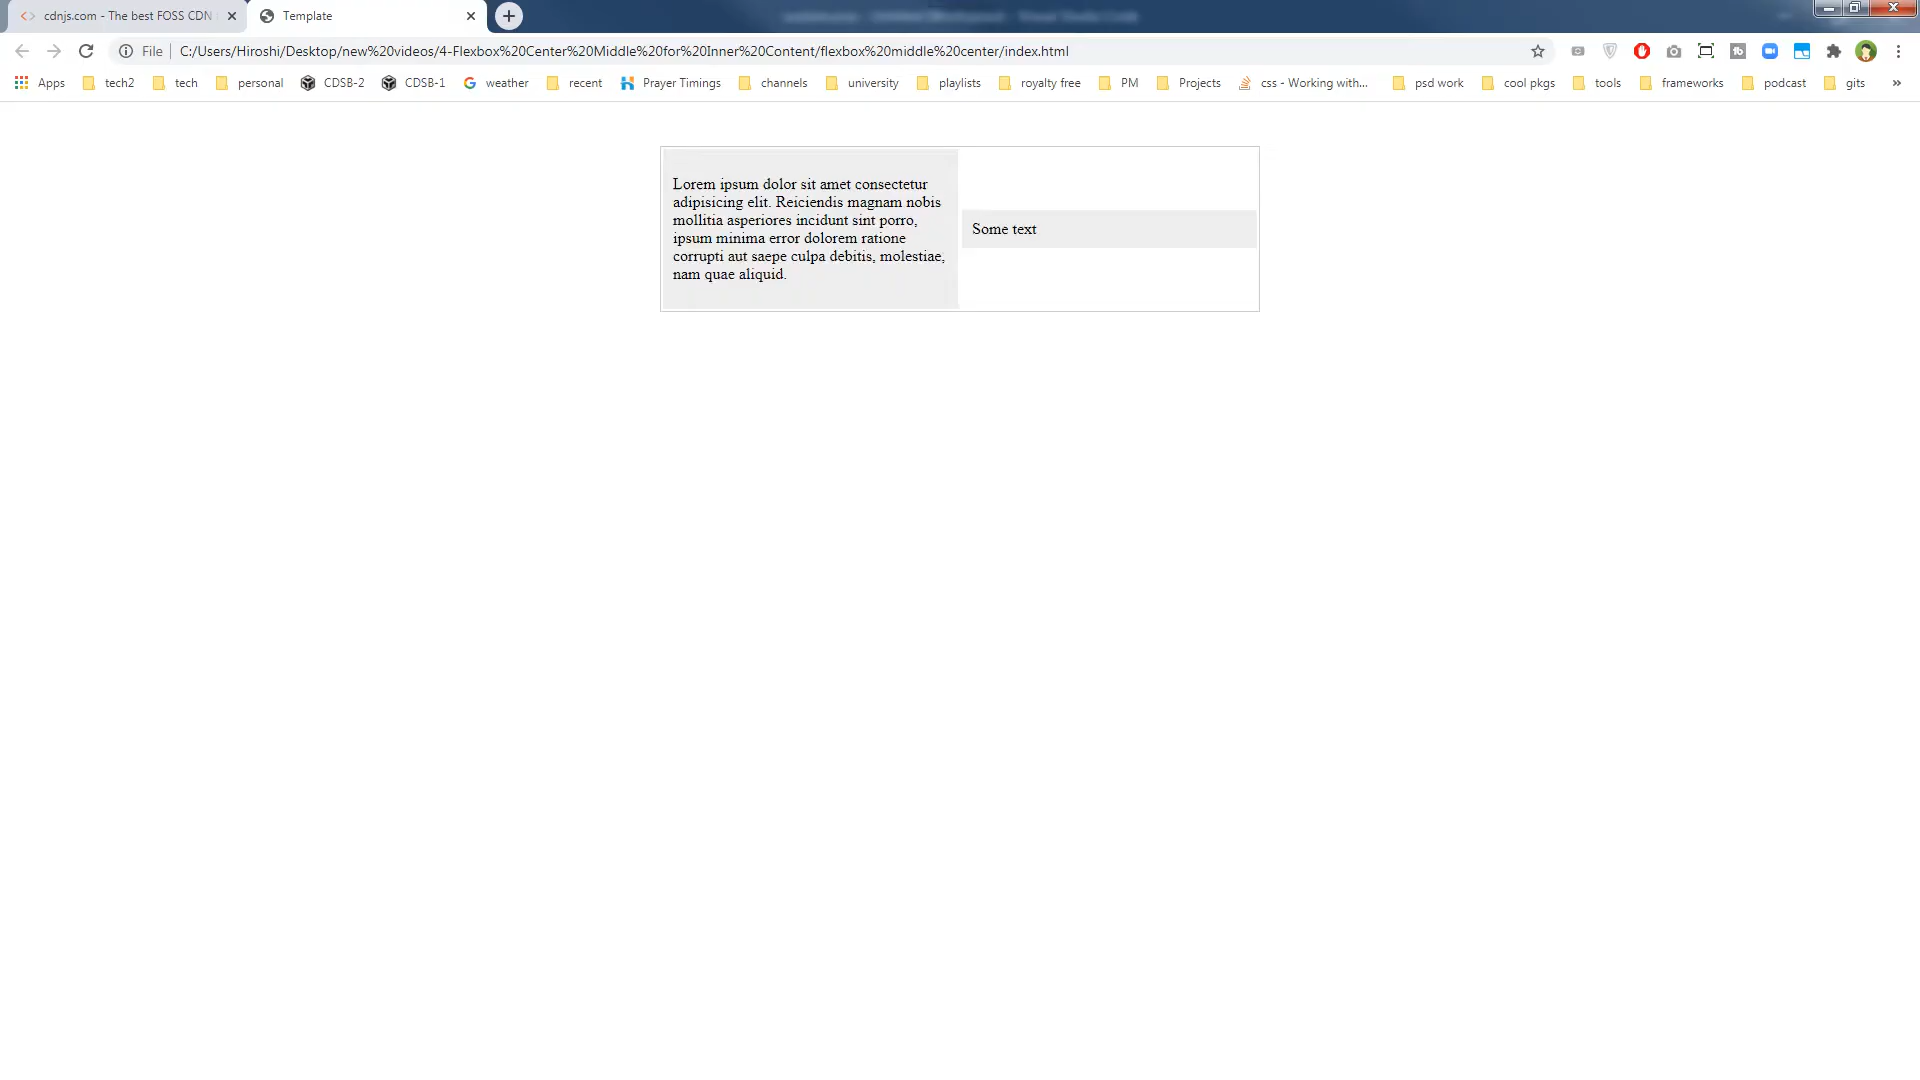 cdnjs.com - The best FOSS CDN
Template
File
C:/Users/Hiroshi/Desktop/new%20videos/4-Flexbox%20Center%20Middle%20for%20Inner%20Content/flexbox%20middle%20center/index.html
Apps tech2 tech personal CDSB-2 CDSB-1 weather recent Prayer Timings channels university playlists royalty free PM Projects css - Working with... psd work cool pkgs tools frameworks podcast gits »
Lorem ipsum dolor sit amet consectetur
adipisicing elit. Reiciendis magnam nobis
mollitia asperiores incidunt sint porro,
ipsum minima error dolorem ratione
corrupti aut saepe culpa debitis, molestiae,
nam quae aliquid.
Some text